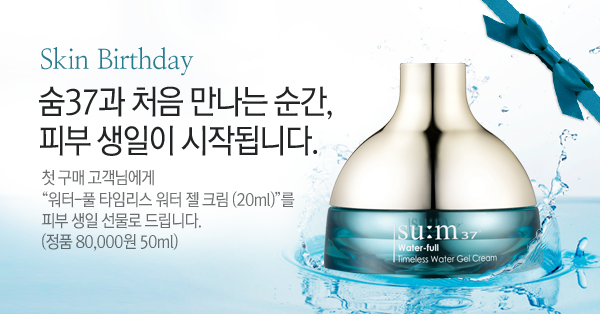 Skin Birthday
숨37과 처음 만나는 순간,
피부 생일이 시작됩니다.
첫 구매 고객님에게
“워터-풀 타임리스 워터 젤 크림 (20ml)”를
피부 생일 선물로 드립니다.
(정품 80,000원 50ml)
su:m37
Water-full
Timeless Water Gel Cream